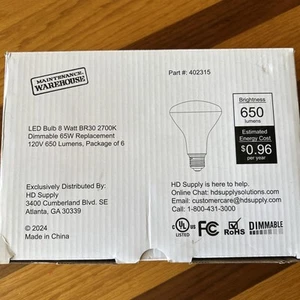 MAINTENANCE
WAREHOUSE
Part #: 402315
LED Bulb 8 Watt BR30 2700K
Dimmable 65W Replacement
120V 650 Lumens, Package of 6
Brightness
650
lumens
Estimated
Energy Cost
$0.96
per year
Exclusively Distributed By:
HD Supply
3400 Cumberland Blvd. SE
Atlanta, GA 30339
© 2024
Made in China
HD Supply is here to help.
Online Chat: hdsupplysolutions.com
Email: customercare@hdsupply.com
Call: 1-800-431-3000
c UL US LISTED
FC
RoHS
DIMMABLE